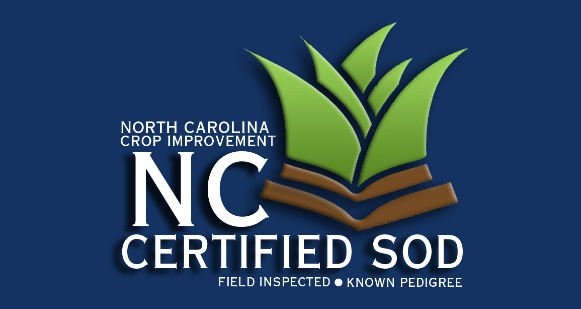 NORTH CAROLINA
CROP IMPROVEMENT
NC
CERTIFIED SOD
FIELD INSPECTED ● KNOWN PEDIGREE